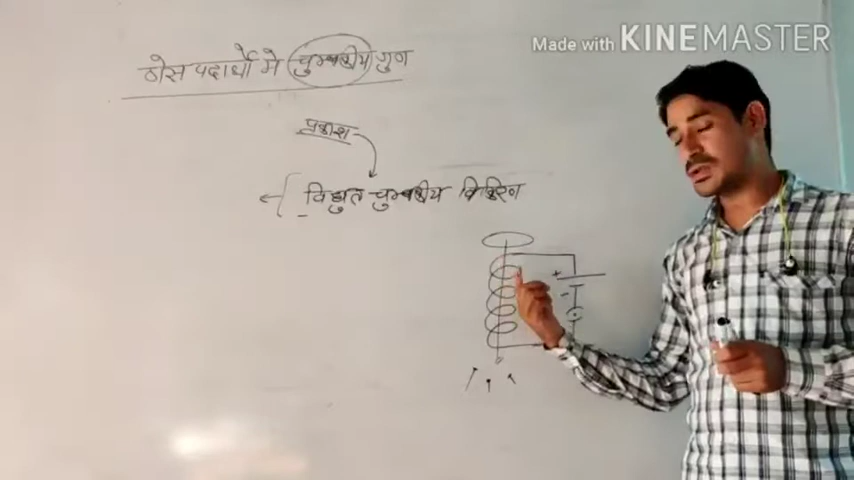 Made with KINEMASTER
ठोस पदार्थो मे चुम्बकीय गुण
प्रकाश
विद्युत चुम्बकीय विकिरण
+
-